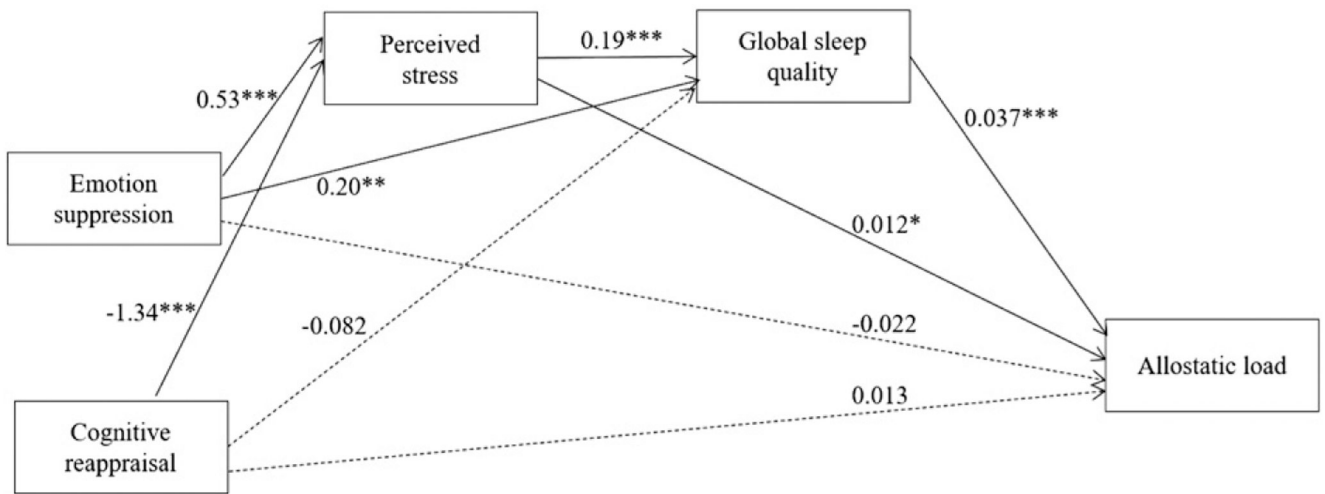 Perceived
stress
0.19***
Global sleep
quality
0.53***
0.037***
Emotion
suppression
0.20**
0.012*
-1.34***
-0.082
-0.022
Allostatic load
0.013
Cognitive
reappraisal